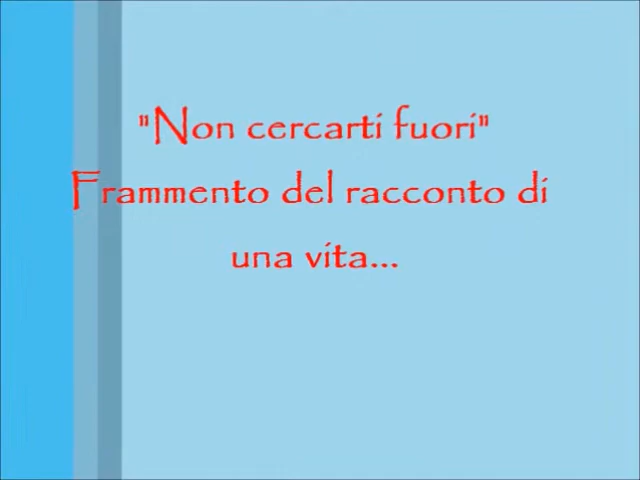 "Non cercarti fuori"
Frammento del racconto di
una vita...